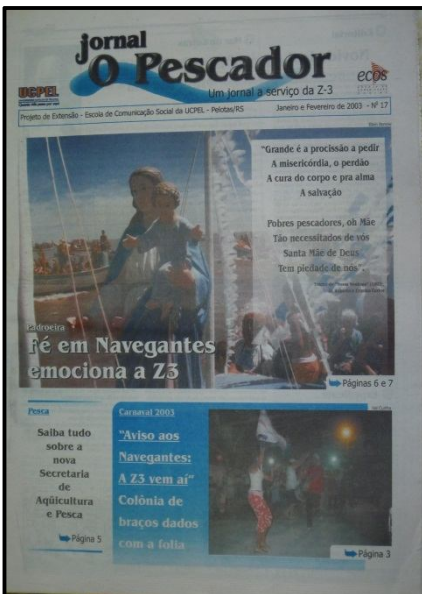 jornal
O Pescador
Um jornal a serviço da Z-3
UCPEL
ecos
Projeto de Extensão - Escola de Comunicação Social da UCPEL - Pelotas/RS
Janeiro e Fevereiro de 2003 - Nº 17
"Grande é a procissão a pedir
A misericórdia, o perdão
A cura do corpo e pra alma
A salvação
Pobres pescadores, oh Mãe
Tão necessitados de vós
Santa Mãe de Deus
Tem piedade de nós".
Padroeira
Fé em Navegantes
emociona a Z3
Páginas 6 e 7
Pesca
Saiba tudo
sobre a
nova
Secretaria
de
Aqüicultura
e Pesca
Página 5
Carnaval 2003
"Aviso aos
Navegantes:
A Z3 vem aí"
Colônia de
braços dados
com a folia
Página 3